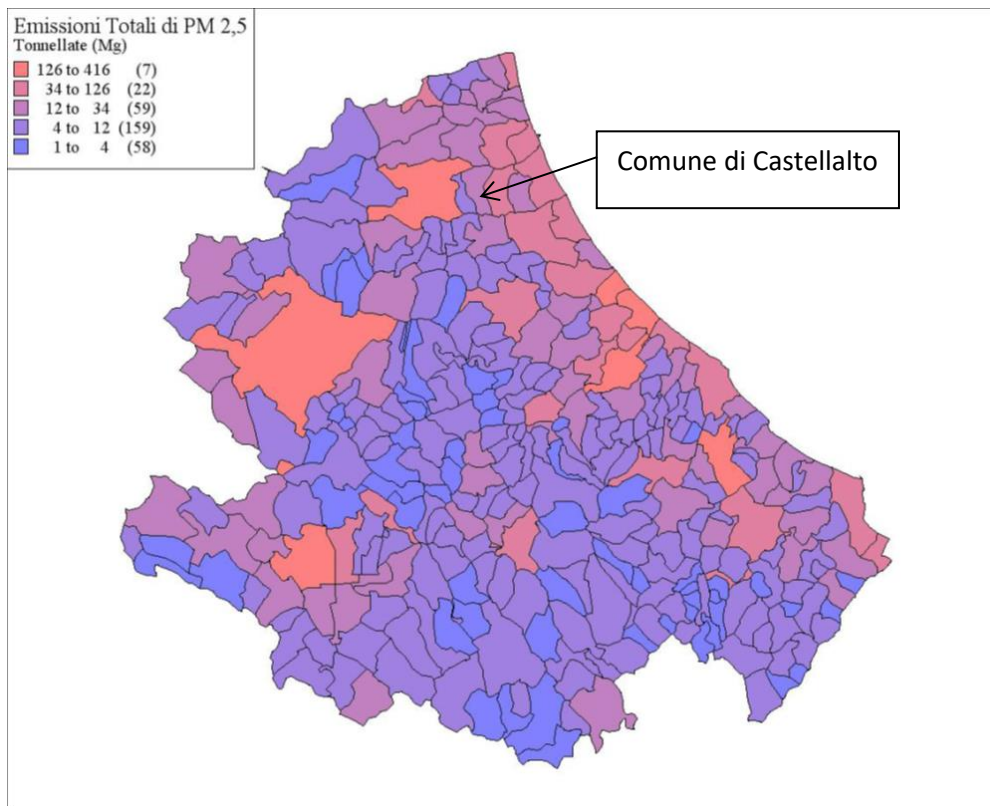 Emissioni Totali di PM 2,5
Tonnellate (Mg)
126 to 416 (7)
34 to 126 (22)
12 to 34 (59)
4 to 12 (159)
1 to 4 (58)
Comune di Castellalto